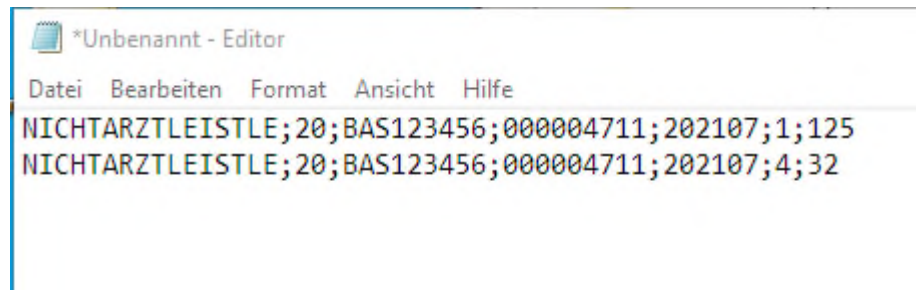 *Unbenannt - Editor
Datei Bearbeiten Format Ansicht Hilfe
NICHTARZTLEISTLE;20;BAS123456;000004711;202107;1;125
NICHTARZTLEISTLE;20;BAS123456;000004711;202107;4;32